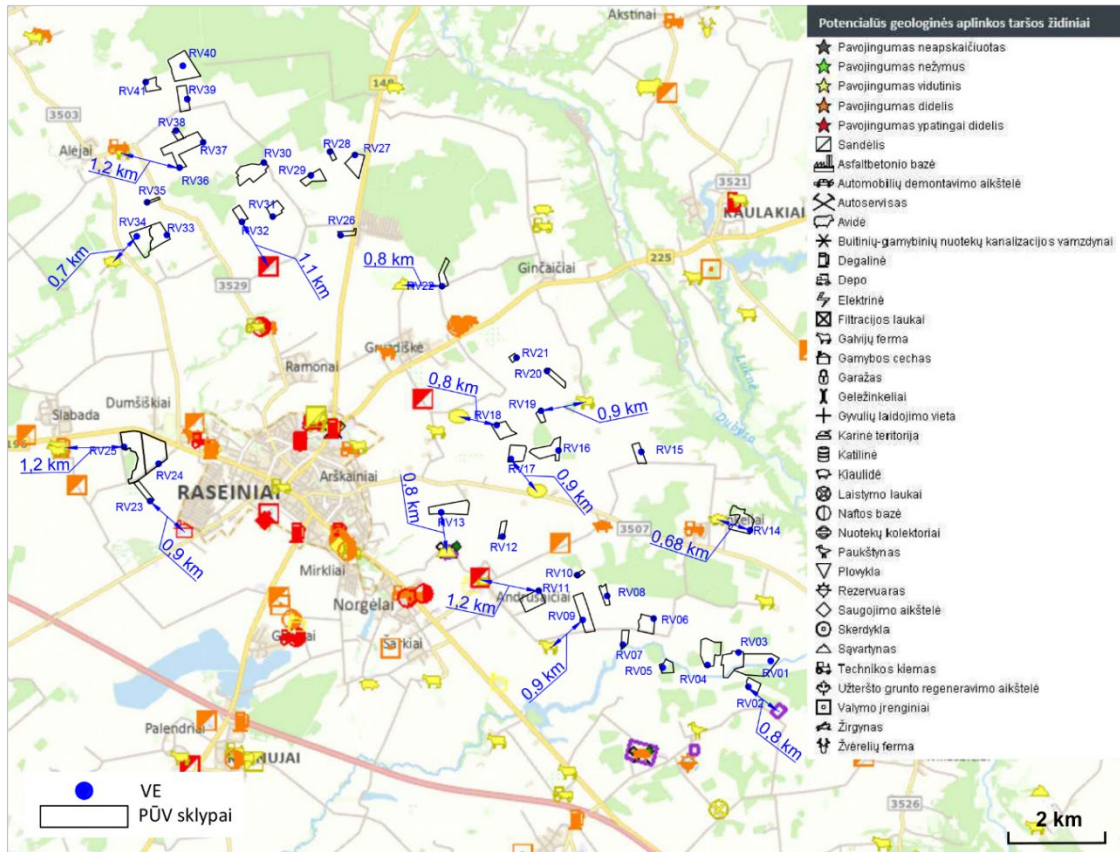 Akstinai
Potencialūs geologinės aplinkos taršos židiniai
Pavojingumas neapskaičiuotas
Pavojingumas nežymus
Pavojingumas vidutinis
Pavojingumas didelis
Pavojingumas ypatingai didelis
Sandėlis
Asfaltbetonio bazė
Automobilių demontavimo aikštelė
Autoservisas
Avidė
Buitinių-gamybinių nuotekų kanalizacijos vamzdynai
Degalinė
Depo
Elektrinė
Filtracijos laukai
Galvijų ferma
Gamybos cechas
Garažas
Geležinkeliai
Gyvulių laidojimo vieta
Karinė teritorija
Katilinė
Kiaulidė
Laistymo laukai
Naftos bazė
Nuotekų kolektoriai
Paukštynas
Plovykla
Rezervuaras
Saugojimo aikštelė
Skerdykla
Sąvartynas
Technikos kiemas
Užteršto grunto regeneravimo aikštelė
Valymo įrenginiai
Žirgynas
Žvėrelių ferma
RV40
RV41
RV39
148
3503
RV38
RV37
Alėjai
1,2 km
RV36
RV30
RV28
RV27
RV29
3521
KAULAKIAI
RV35
RV34
RV33
RV31
RV32
RV26
0,7 km
1,1 km
3529
0,8 km
RV22
Ginčaičiai
225
Gruzdiškė
Ramonai
RV21
RV20
Luknė
Dubysa
0,8 km
RV18
RV19
0,9 km
Slabada
Dumšiškiai
196
RV25
1,2 km
RV24
RV16
RV15
RV17
0,9 km
Arškainiai
RASEINIAI
RV23
0,9 km
0,8 km
RV13
RV12
3507
RV14
0,68 km
Mirkliai
RV10
RV11
1,2 km
Andrušaičiai
RV08
RV09
Norgėlai
Šarkiai
RV06
RV07
RV03
RV01
RV05
RV04
0,9 km
RV02
0,8 km
Palendriai
3526
VE
PŪV sklypai
2 km